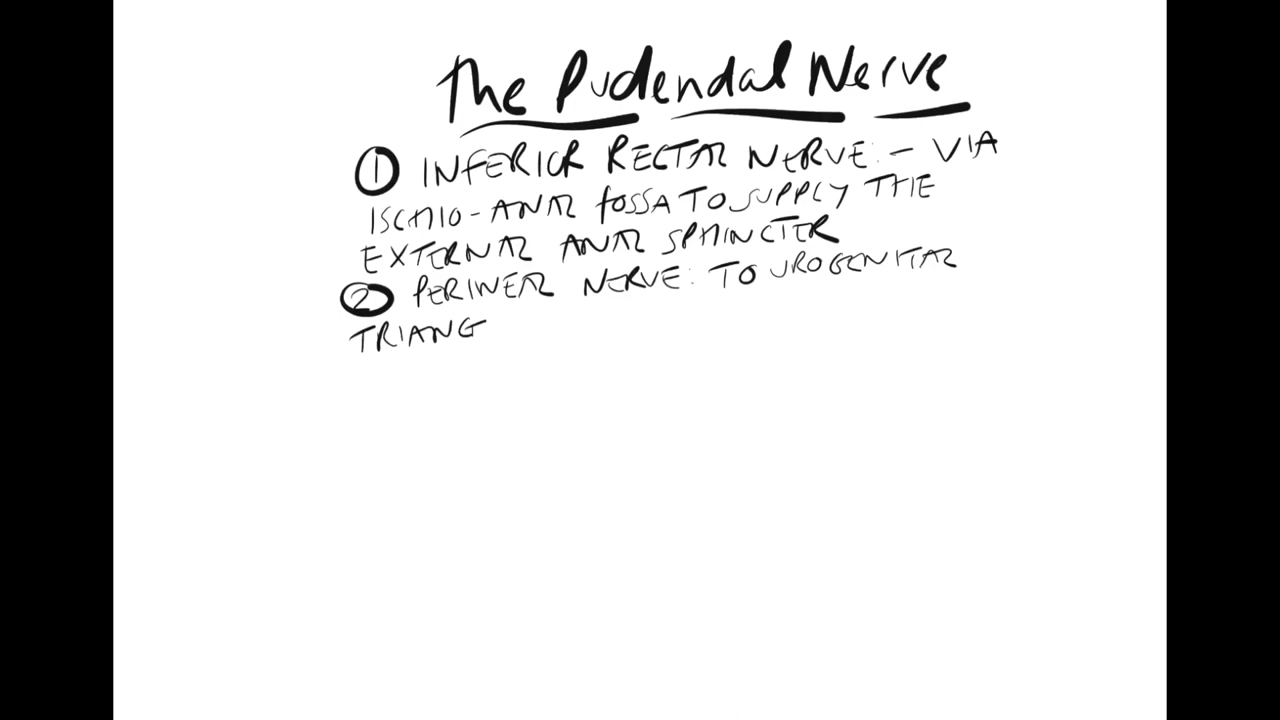 The Pudendal Nerve
① INFERIOR RECTAL NERVE: - VIA
ISCHIO-ANAL FOSSA TO SUPPLY THE
EXTERNAL ANAL SPHINCTER
② PERINEAL NERVE: TO UROGENITAL
TRIANG